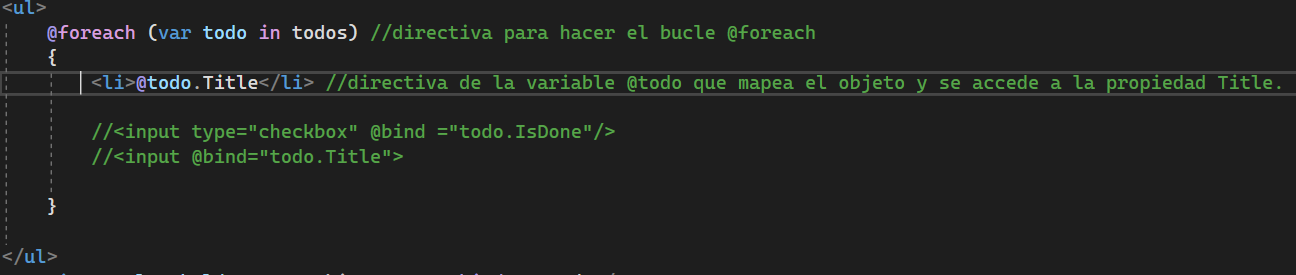 <ul>
@foreach (var todo in todos) //directiva para hacer el bucle @foreach
{
<li>@todo.Title</li> //directiva de la variable @todo que mapea el objeto y se accede a la propiedad Title.
//<input type="checkbox" @bind ="todo.IsDone"/>
//<input @bind="todo.Title">
}
</ul>